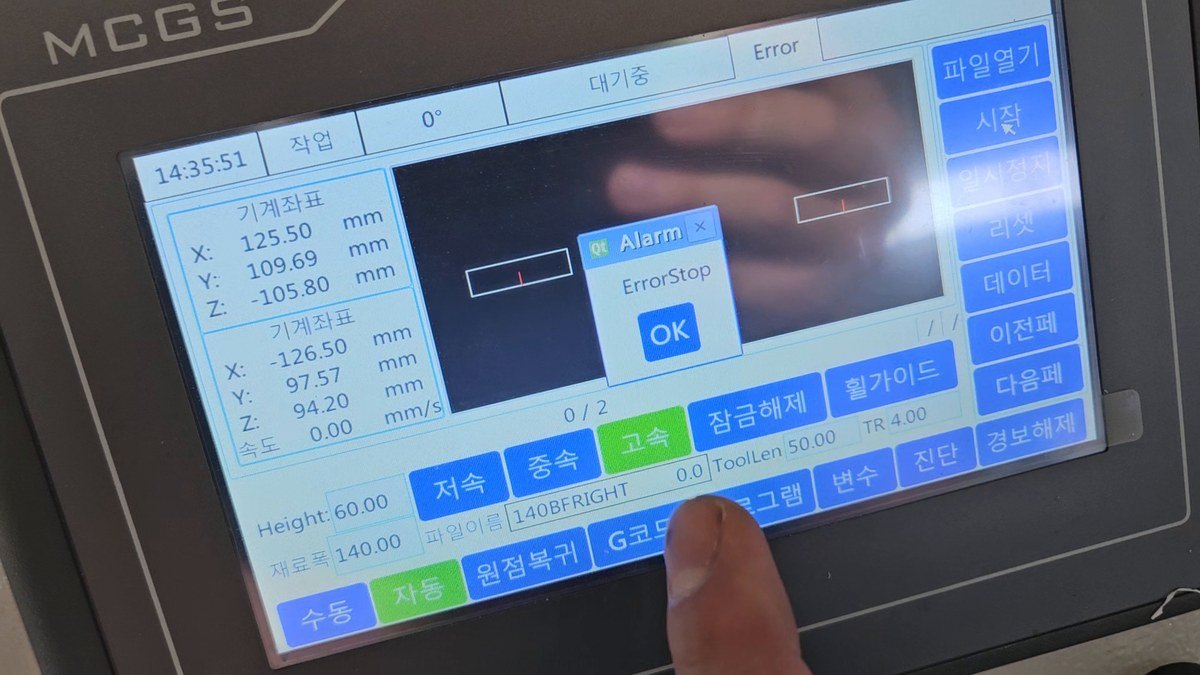 MCGS
14:35:51 작업 0° 대기중 Error
기계좌표
X: 125.50 mm
Y: 109.69 mm
Z: -105.80 mm
기계좌표
X: -126.50 mm
Y: 97.57 mm
Z: 94.20 mm
속도 0.00 mm/s
Qt Alarm ×
ErrorStop
OK
파일열기
시작
일시정지
리셋
데이터
이전페
다음페
경보해제
/ /
0 / 2
저속 중속 고속 잠금해제 휠가이드
Height: 60.00
파일이름 140BFRIGHT 0.0 ToolLen 50.00 TR 4.00
재료폭 140.00
수동 자동 원점복귀 G코드 변수 진단